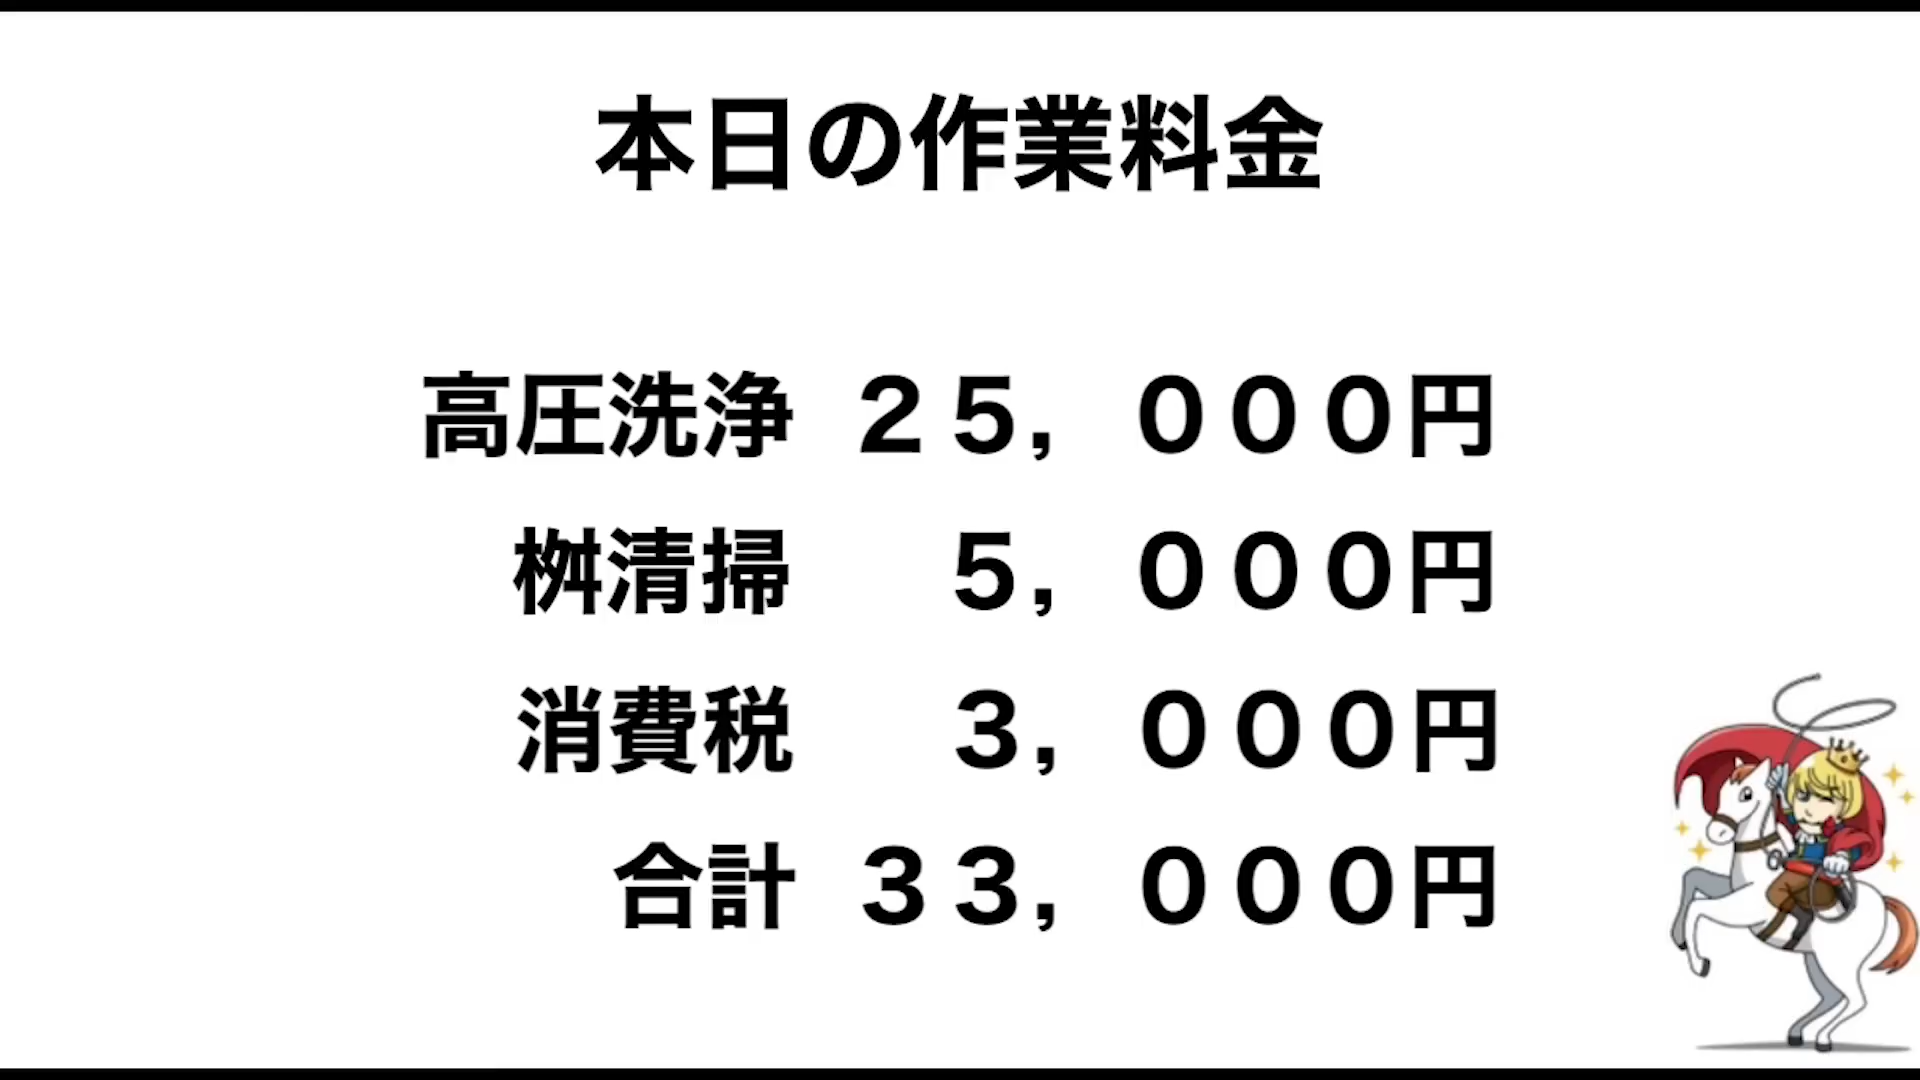 本日の作業料金
高圧洗浄 ２５，０００円
桝清掃 ５，０００円
消費税 ３，０００円
合計 ３３，０００円